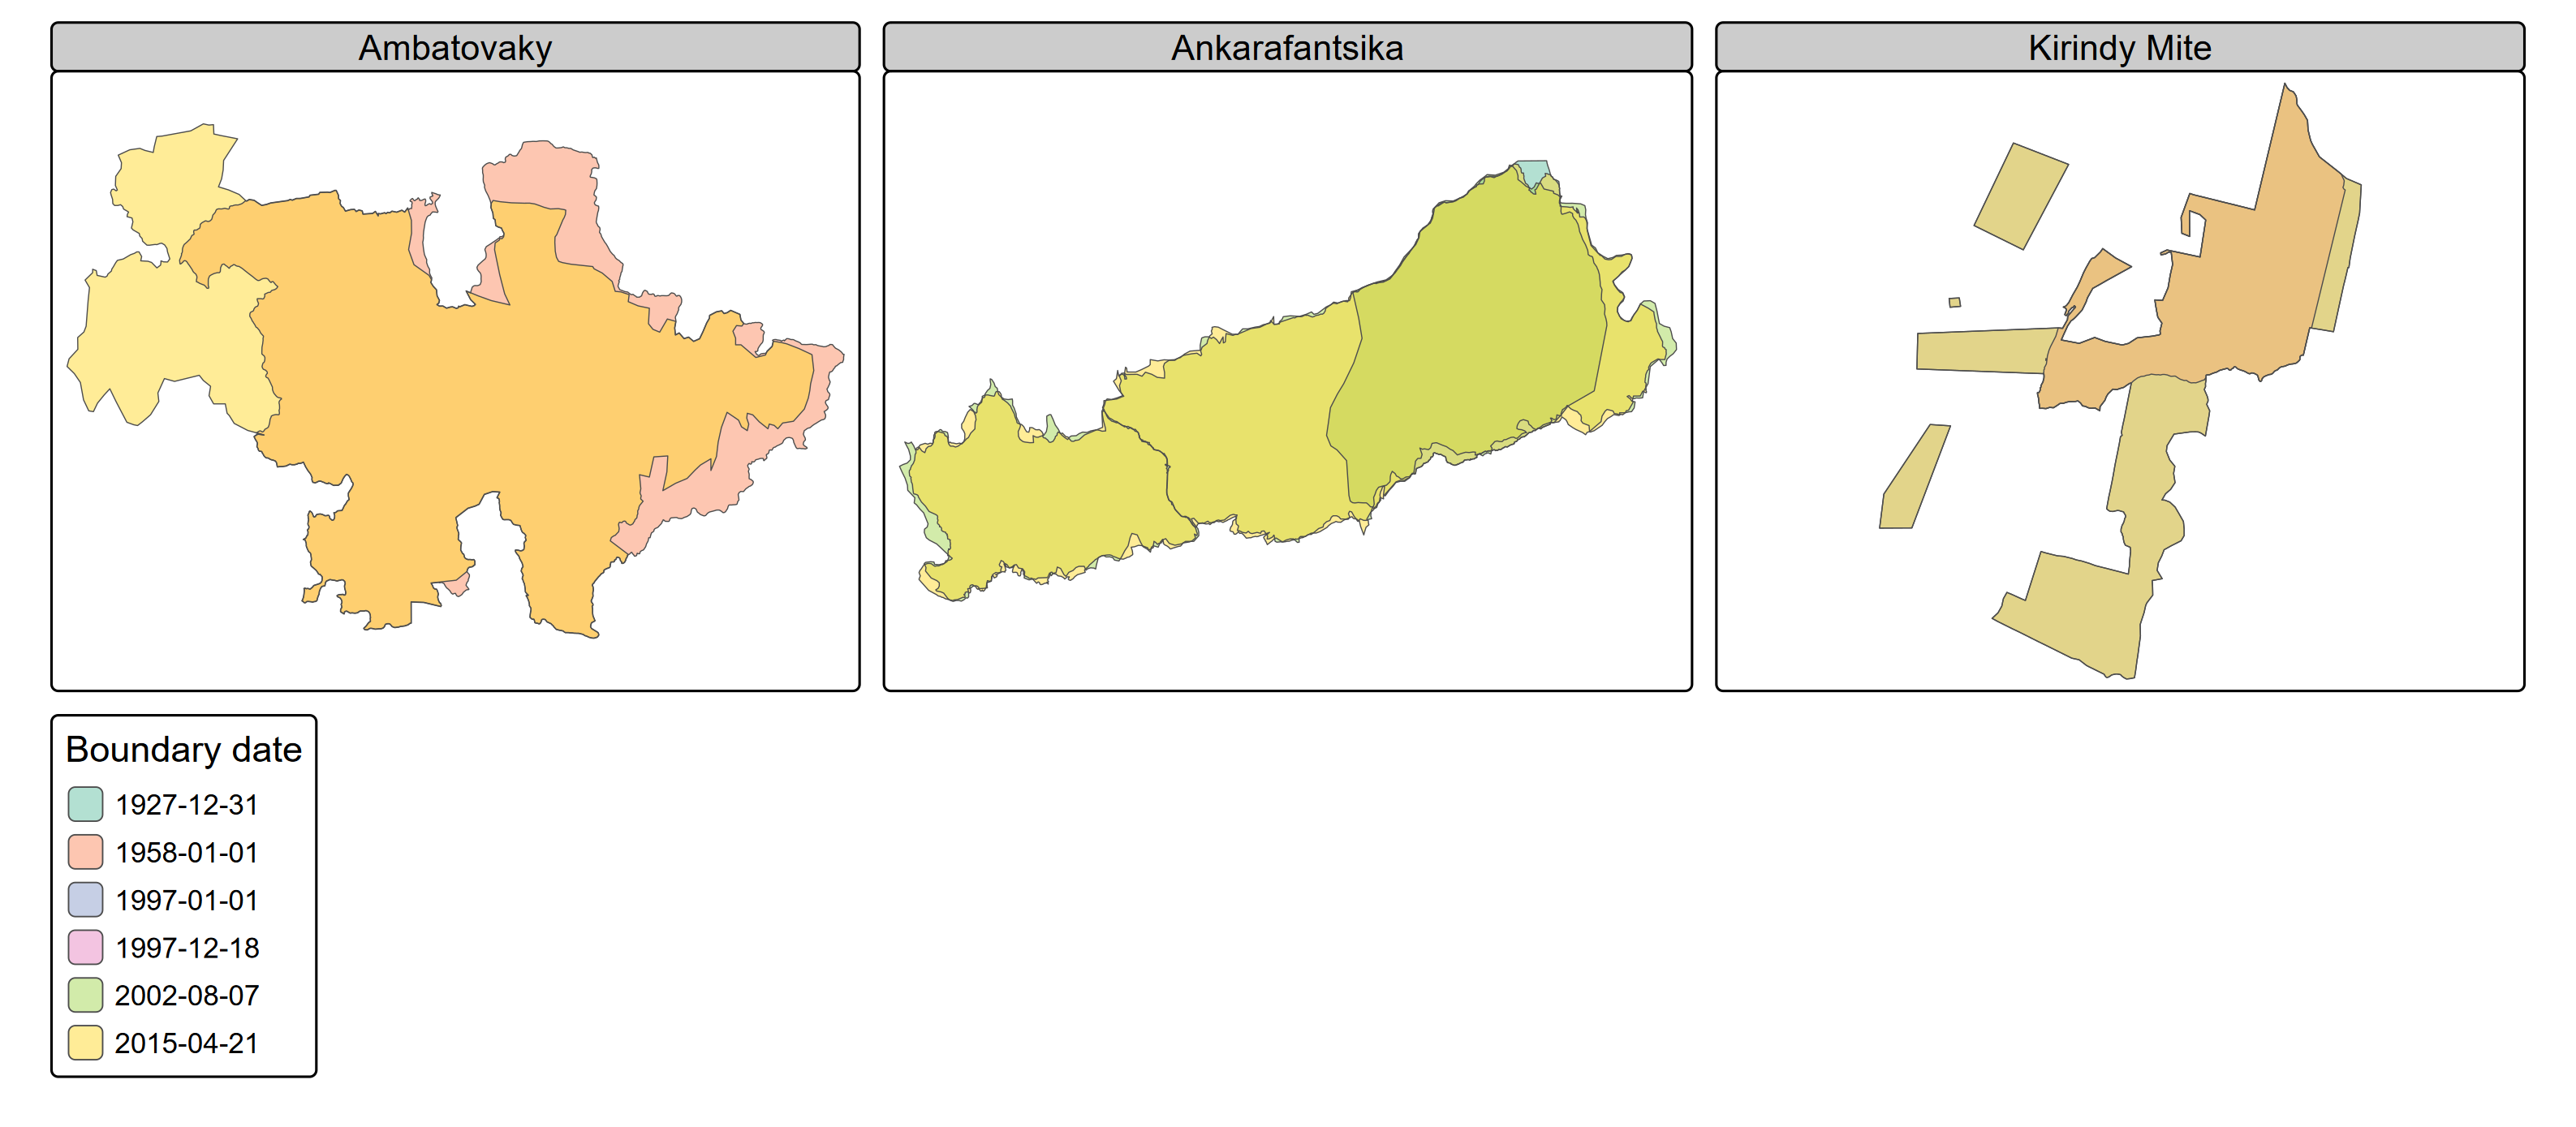 Ambatovaky
Ankarafantsika
Kirindy Mite
Boundary date
1927-12-31
1958-01-01
1997-01-01
1997-12-18
2002-08-07
2015-04-21